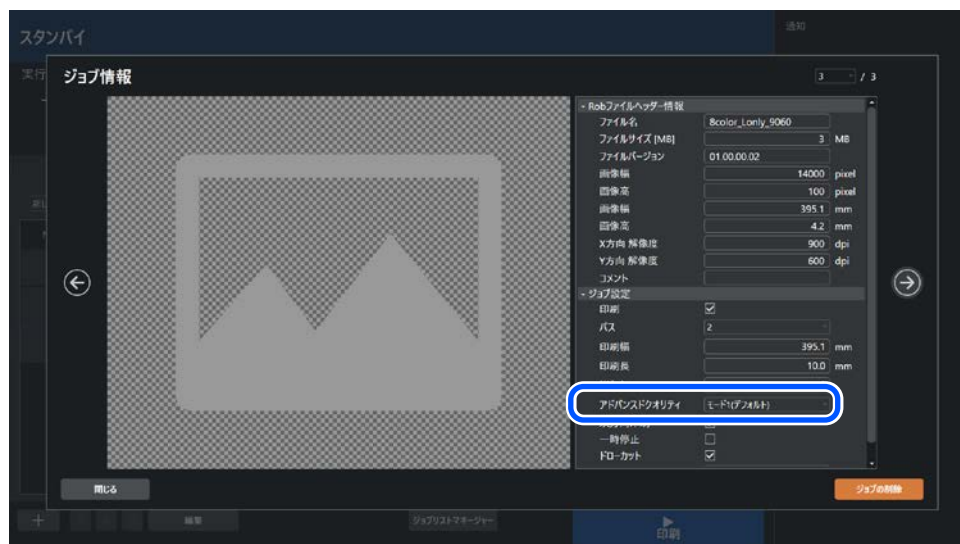 スタンバイ
通知
実行
ジョブ情報
3 / 3
- Robファイルヘッダー情報
ファイル名 8color_Lonly_9060
ファイルサイズ [MB] 3 MB
ファイルバージョン 01.00.00.02
画像幅 14000 pixel
画像高 100 pixel
画像幅 395.1 mm
画像高 4.2 mm
X方向 解像度 900 dpi
Y方向 解像度 600 dpi
コメント
- ジョブ設定
印刷
パス 2
印刷幅 395.1 mm
印刷長 10.0 mm
アドバンスドクオリティ モード1(デフォルト)
一時停止
ドローカット
閉じる
ジョブの削除
編集
ジョブリストマネージャー
印刷